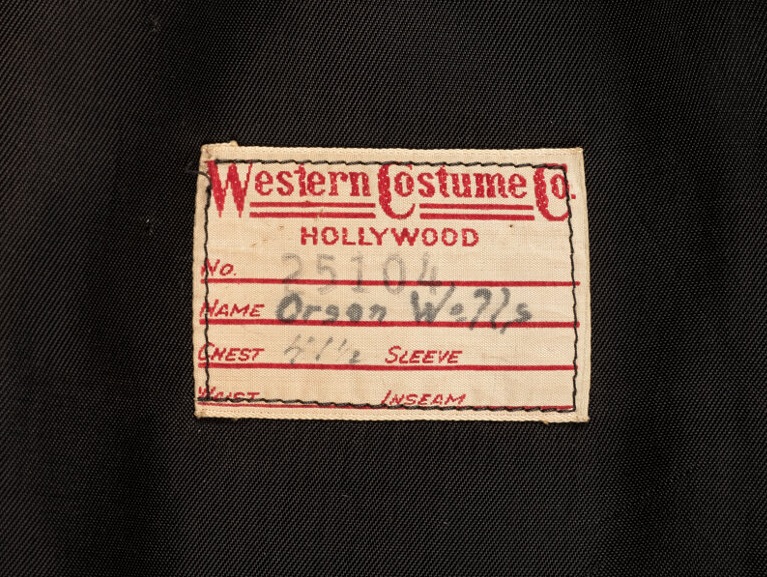 Western Costume Co.
HOLLYWOOD
No. 25104
NAME Orson Wells
CHEST 41½ SLEEVE
WAIST INSEAM